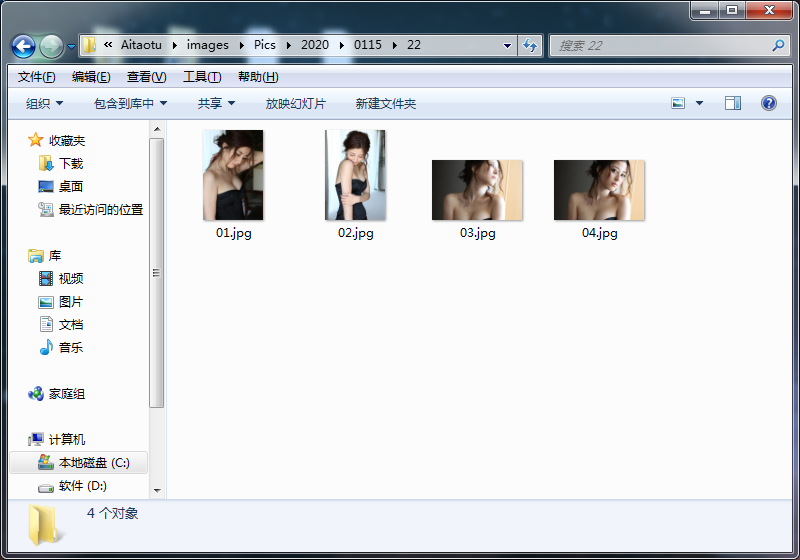 « Aitaotu ▸ images ▸ Pics ▸ 2020 ▸ 0115 ▸ 22
搜索 22
文件(F) 编辑(E) 查看(V) 工具(T) 帮助(H)
组织 包含到库中 共享 放映幻灯片 新建文件夹
收藏夹
下载
桌面
最近访问的位置
库
视频
图片
文档
音乐
家庭组
计算机
本地磁盘 (C:)
软件 (D:)
01.jpg 02.jpg 03.jpg 04.jpg
4 个对象